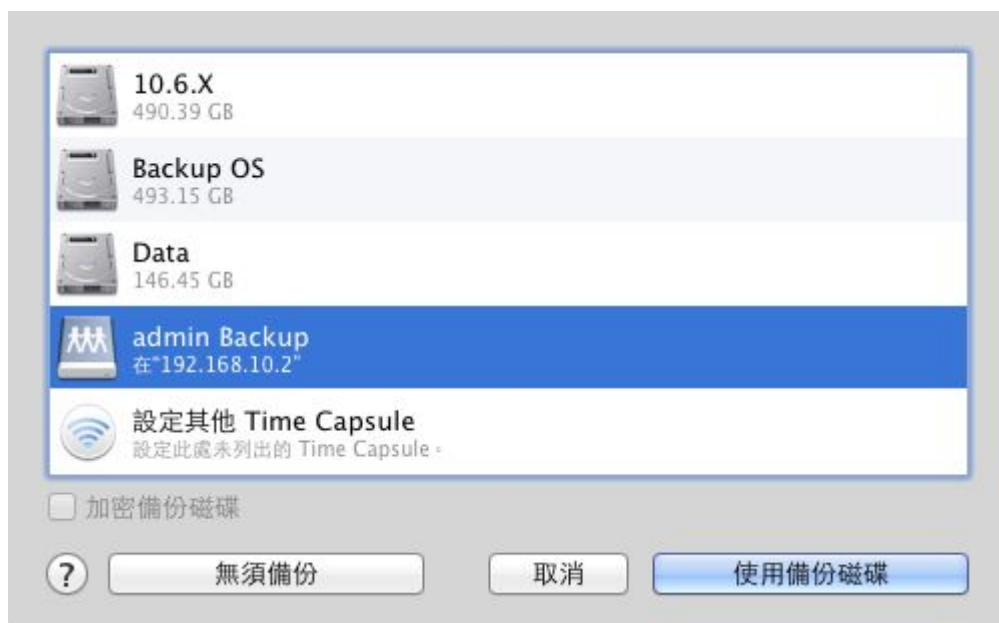 10.6.X
490.39 GB
Backup OS
493.15 GB
Data
146.45 GB
admin Backup
在“192.168.10.2”
設定其他 Time Capsule
設定此處未列出的 Time Capsule。
加密備份磁碟
?
無須備份
取消
使用備份磁碟